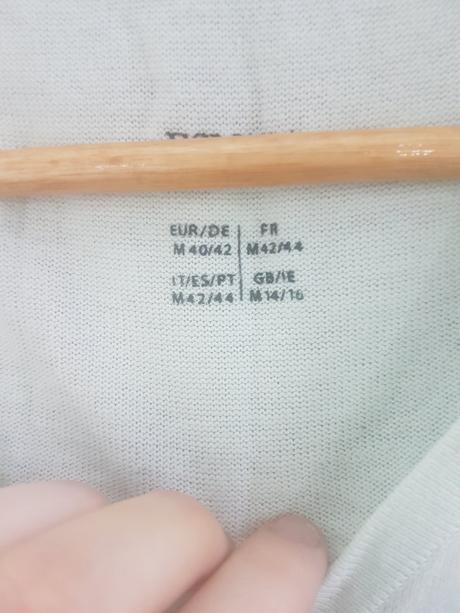 EUR/DE FR
M 40/42 M42/44
IT/ES/PT GB/IE
M42/44 M14/16